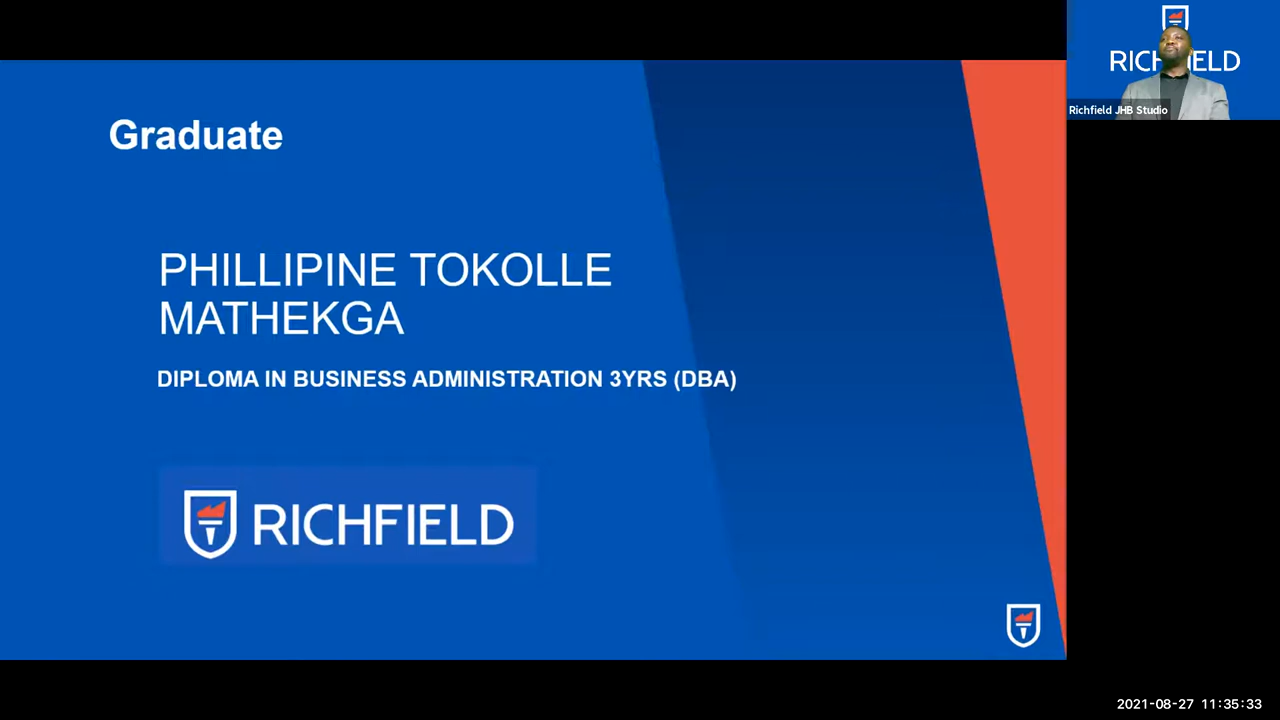 Graduate
PHILLIPINE TOKOLLE
MATHEKGA
DIPLOMA IN BUSINESS ADMINISTRATION 3YRS (DBA)
RICHFIELD
Richfield JHB Studio
2021-08-27 11:35:33